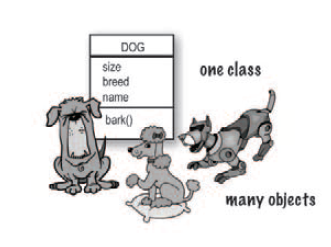 DOG
size
breed
name
bark()
one class
many objects